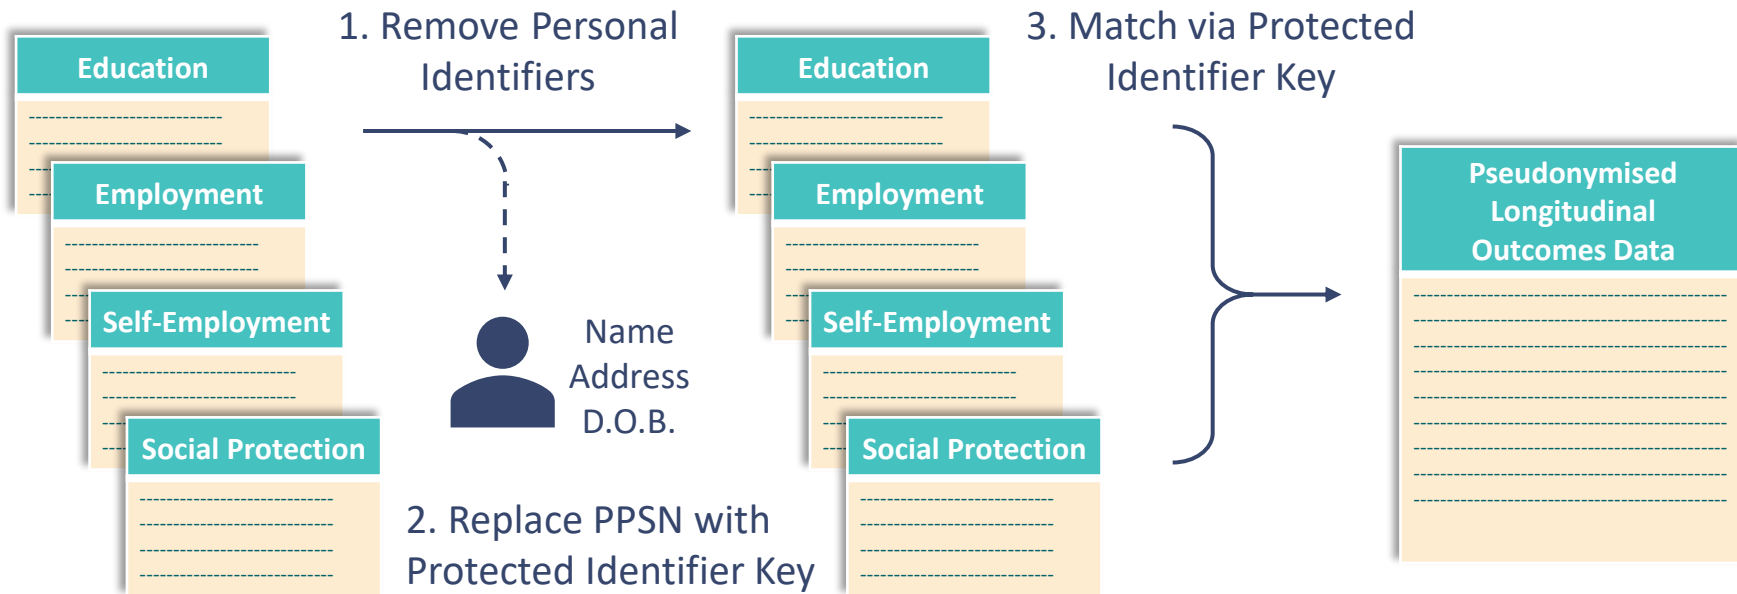 1. Remove Personal
Identifiers
3. Match via Protected
Identifier Key
Education
Employment
Self-Employment
Social Protection
Name
Address
D.O.B.
2. Replace PPSN with
Protected Identifier Key
Education
Employment
Self-Employment
Social Protection
Pseudonymised
Longitudinal
Outcomes Data